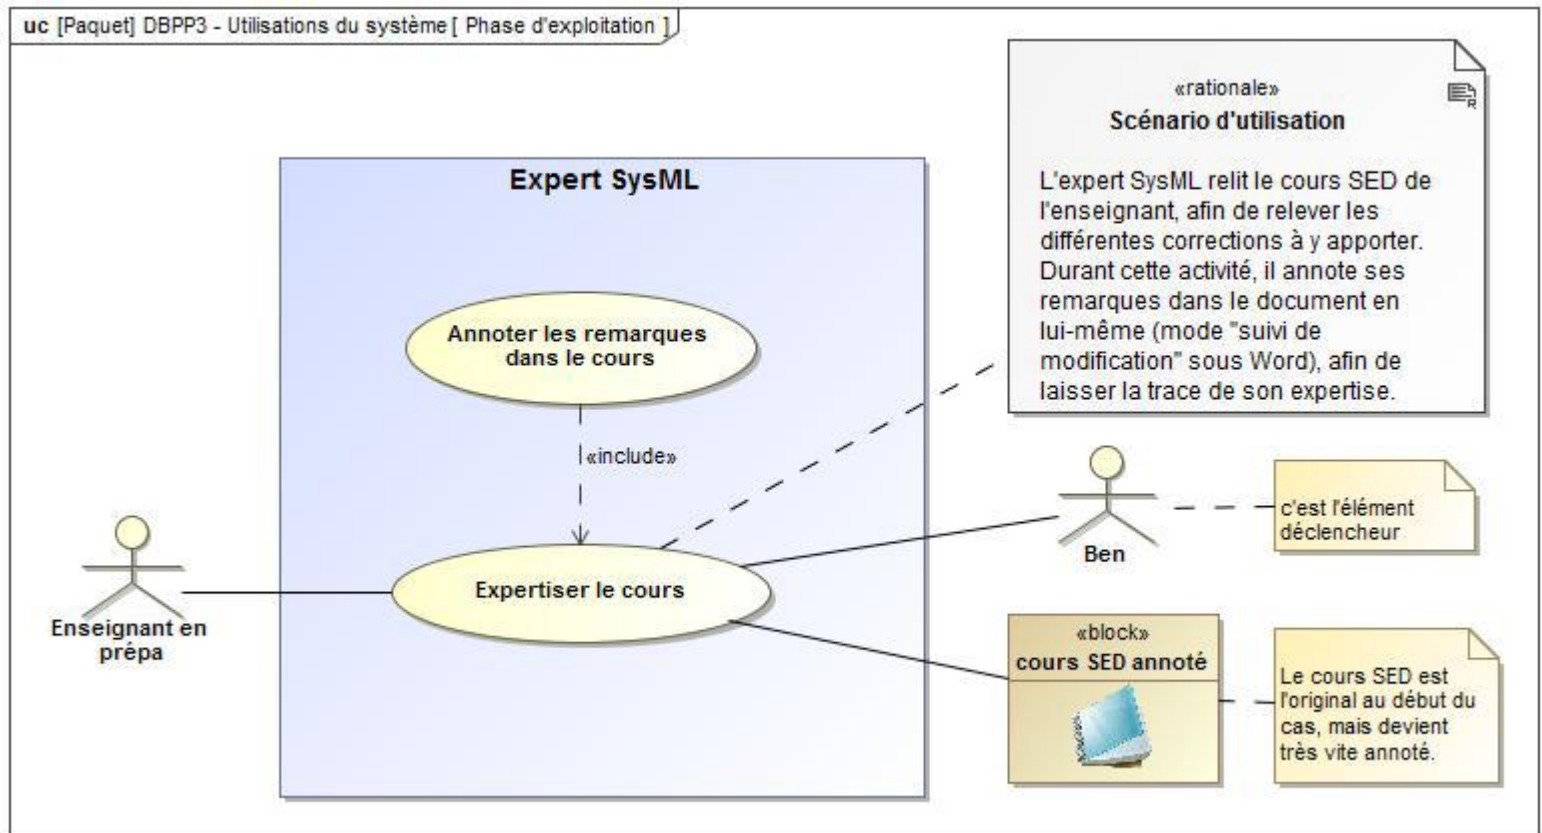 uc [Paquet] DBPP3 - Utilisations du système [ Phase d'exploitation ]
«rationale»
Scénario d'utilisation
L'expert SysML relit le cours SED de
l'enseignant, afin de relever les
différentes corrections à y apporter.
Durant cette activité, il annote ses
remarques dans le document en
lui-même (mode "suivi de
modification" sous Word), afin de
laisser la trace de son expertise.
Expert SysML
Annoter les remarques
dans le cours
«include»
Expertiser le cours
Enseignant en
prépa
Ben
c'est l'élément
déclencheur
«block»
cours SED annoté
Le cours SED est
l'original au début du
cas, mais devient
très vite annoté.